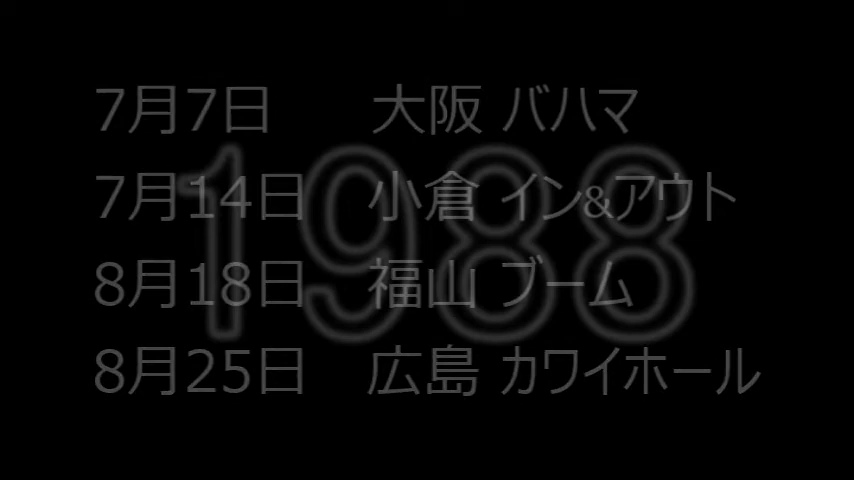 7月7日 大阪 バハマ
7月14日 小倉 イン&アウト
1988
8月18日 福山 ブーム
8月25日 広島 カワイホール